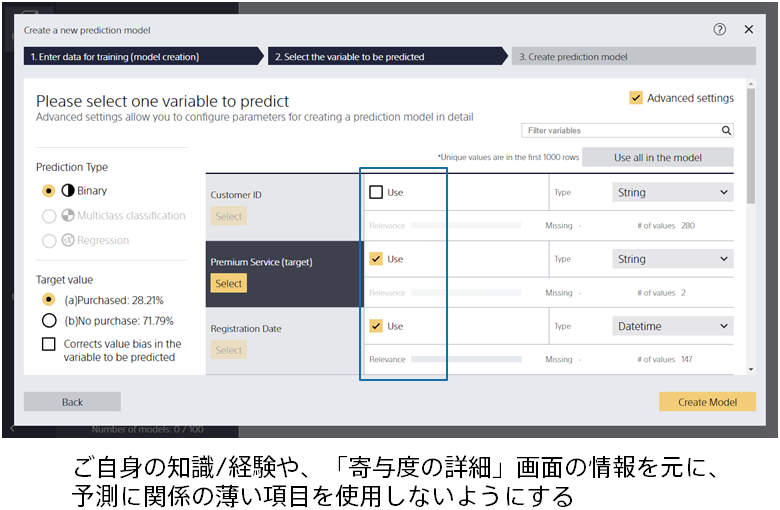 Create a new prediction model
1. Enter data for training (model creation)
2. Select the variable to be predicted
3. Create prediction model
Please select one variable to predict
Advanced settings
Advanced settings allow you to configure parameters for creating a prediction model in detail
Filter variables
*Unique values are in the first 1000 rows
Use all in the model
Prediction Type
Binary
Multiclass classification
Regression
Target value
(a)Purchased: 28.21%
(b)No purchase: 71.79%
Corrects value bias in the
variable to be predicted
Customer ID
Select
Use
Type
String
Relevance
Missing -
# of values 280
Premium Service (target)
Select
Use
Type
String
Relevance
Missing -
# of values 2
Registration Date
Select
Use
Type
Datetime
Relevance
Missing -
# of values 147
Back
Create Model
Number of models: 0 / 100
ご自身の知識/経験や、「寄与度の詳細」画面の情報を元に、
予測に関係の薄い項目を使用しないようにする